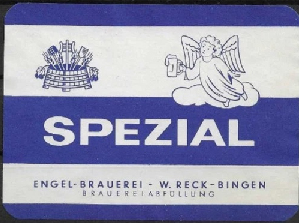 SPEZIAL
ENGEL-BRAUEREI - W. RECK-BINGEN
BRAUEREIABFÜLLUNG